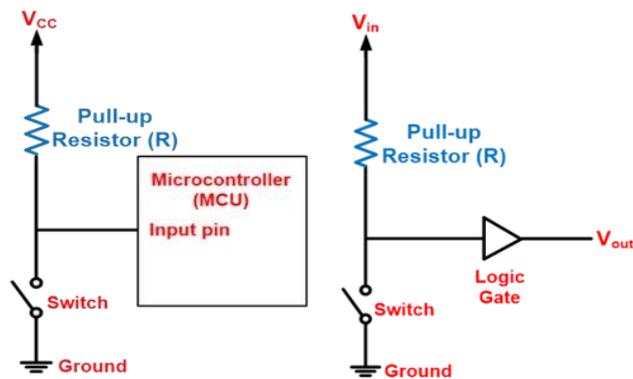 VCC
Pull-up
Resistor (R)
Microcontroller
(MCU)
Input pin
Switch
Ground
Vin
Pull-up
Resistor (R)
Vout
Logic
Gate
Switch
Ground